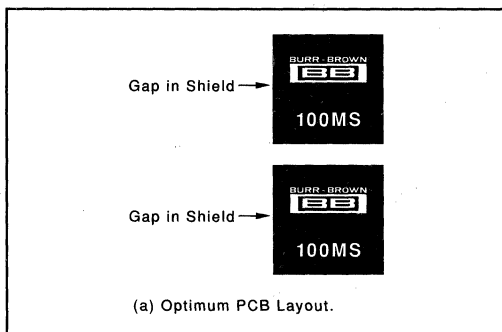 BURR-BROWN
BB
Gap in Shield
100MS
BURR-BROWN
BB
Gap in Shield
100MS
(a) Optimum PCB Layout.